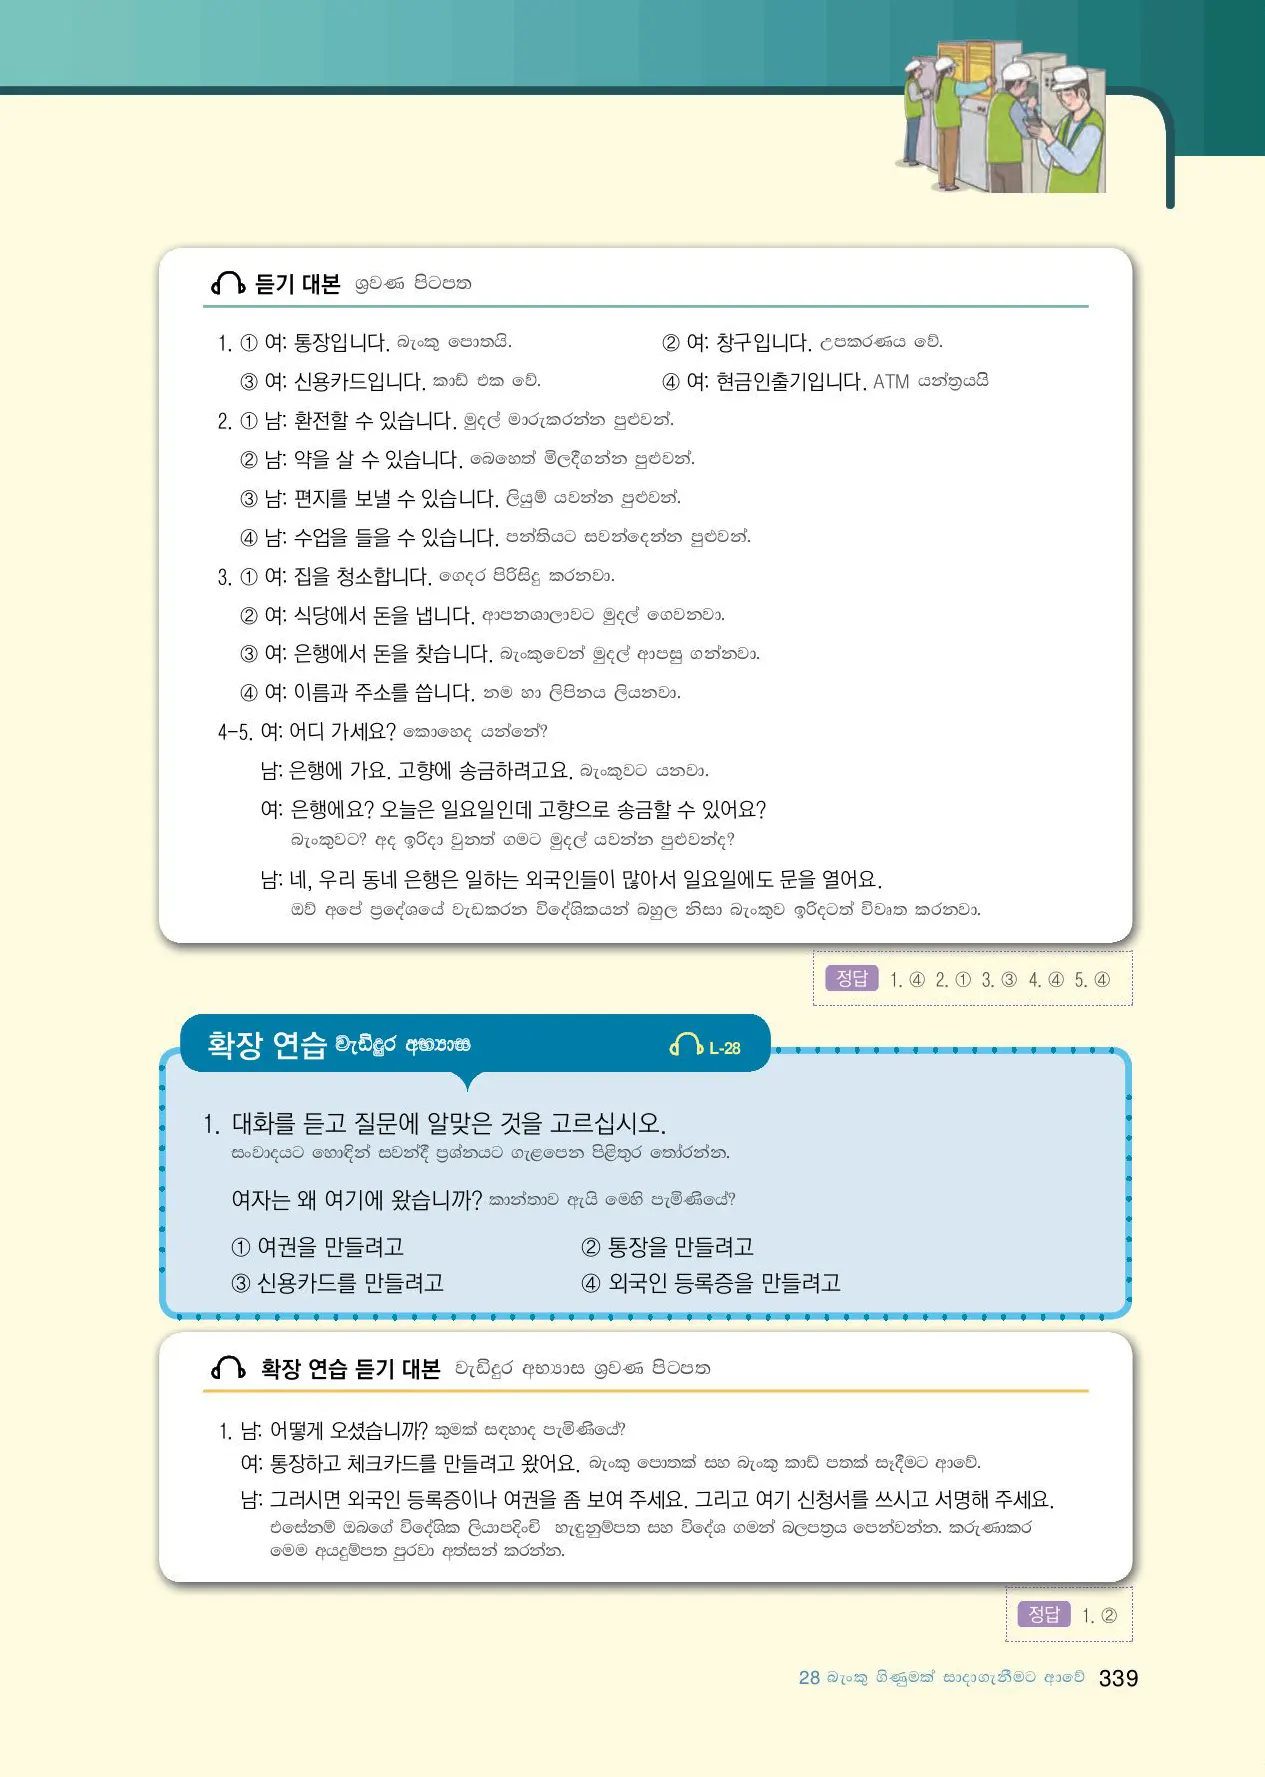 듣기 대본 ශ්‍රවණ පිටපත
1. ① 여: 통장입니다. බැංකු පොතයි. ② 여: 창구입니다. උපකරණය වේ.
③ 여: 신용카드입니다. කාඩ් එක වේ. ④ 여: 현금인출기입니다. ATM යන්ත්‍රයයි
2. ① 남: 환전할 수 있습니다. මුදල් මාරුකරන්න පුළුවන්.
② 남: 약을 살 수 있습니다. බෙහෙත් මිලදීගන්න පුළුවන්.
③ 남: 편지를 보낼 수 있습니다. ලියුම් යවන්න පුළුවන්.
④ 남: 수업을 들을 수 있습니다. පන්තියට සවන්දෙන්න පුළුවන්.
3. ① 여: 집을 청소합니다. ගෙදර පිරිසිදු කරනවා.
② 여: 식당에서 돈을 냅니다. ආපනශාලාවට මුදල් ගෙවනවා.
③ 여: 은행에서 돈을 찾습니다. බැංකුවෙන් මුදල් ආපසු ගන්නවා.
④ 여: 이름과 주소를 씁니다. නම හා ලිපිනය ලියනවා.
4-5. 여: 어디 가세요? කොහෙද යන්නේ?
남: 은행에 가요. 고향에 송금하려고요. බැංකුවට යනවා.
여: 은행에요? 오늘은 일요일인데 고향으로 송금할 수 있어요?
බැංකුවට? අද ඉරිදා වුනත් ගමට මුදල් යවන්න පුළුවන්ද?
남: 네, 우리 동네 은행은 일하는 외국인들이 많아서 일요일에도 문을 열어요.
ඔව් අපේ ප්‍රදේශයේ වැඩකරන විදේශිකයන් බහුල නිසා බැංකුව ඉරිදටත් විවෘත කරනවා.
정답 1. ④ 2. ① 3. ③ 4. ④ 5. ④
확장 연습 වැඩිදුර අභ්‍යාස L-28
1. 대화를 듣고 질문에 알맞은 것을 고르십시오.
සංවාදයට හොඳින් සවන්දී ප්‍රශ්නයට ගැළපෙන පිළිතුර තෝරන්න.
여자는 왜 여기에 왔습니까? කාන්තාව ඇයි මෙහි පැමිණියේ?
① 여권을 만들려고 ② 통장을 만들려고
③ 신용카드를 만들려고 ④ 외국인 등록증을 만들려고
확장 연습 듣기 대본 වැඩිදුර අභ්‍යාස ශ්‍රවණ පිටපත
1. 남: 어떻게 오셨습니까? කුමක් සඳහාද පැමිණියේ?
여: 통장하고 체크카드를 만들려고 왔어요. බැංකු පොතක් සහ බැංකු කාඩ් පතක් සෑදීමට ආවේ.
남: 그러시면 외국인 등록증이나 여권을 좀 보여 주세요. 그리고 여기 신청서를 쓰시고 서명해 주세요.
එසේනම් ඔබගේ විදේශික ලියාපදිංචි හැඳුනුම්පත සහ විදේශ ගමන් බලපත්‍රය පෙන්වන්න. කරුණාකර
මෙම අයදුම්පත පුරවා අත්සන් කරන්න.
정답 1. ②
28 බැංකු ගිණුමක් සාදාගැනීමට ආවේ 339